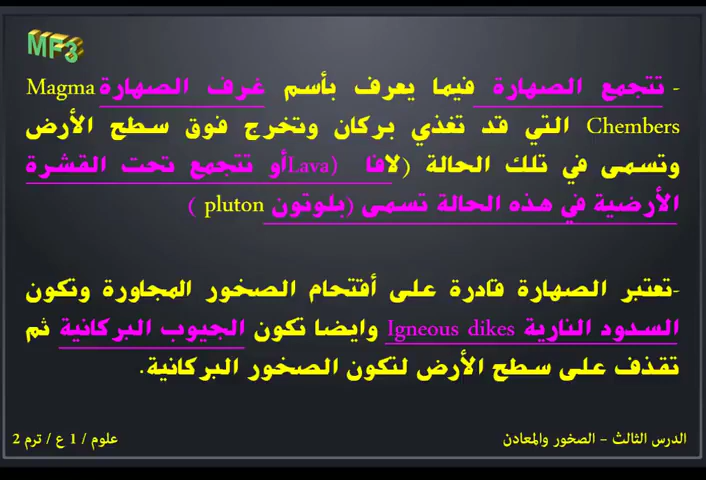 MF3
- تتجمع الصهارة فيما يعرف بأسم غرف الصهارة Magma
Chembers التي قد تغذي بركان وتخرج فوق سطح الأرض
وتسمى في تلك الحالة (لافا Lava) أو تتجمع تحت القشرة
الأرضية في هذه الحالة تسمى (بلوتون pluton )
-تعتبر الصهارة قادرة على أقتحام الصخور المجاورة وتكون
السدود النارية Igneous dikes وايضا تكون الجيوب البركانية ثم
تقذف على سطح الأرض لتكون الصخور البركانية.
الدرس الثالث - الصخور والمعادن
علوم / 1 ع / ترم 2